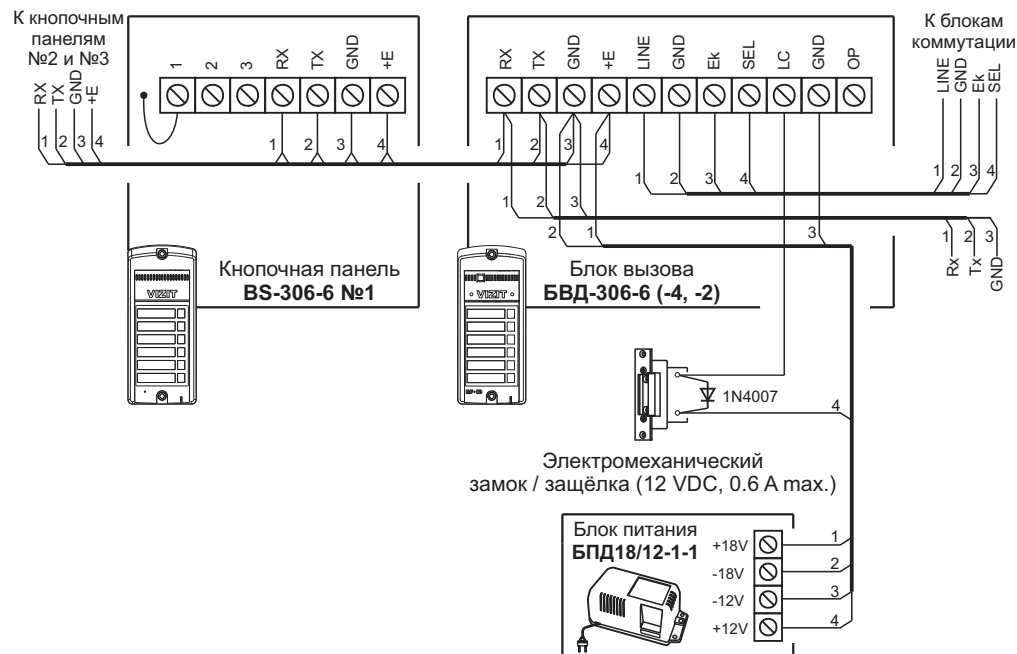 К кнопочным
панелям
№2 и №3
RX
TX
GND
+E
1
2
3
4
1
2
3
RX
TX
GND
+E
1
2
3
4
RX
TX
GND
+E
LINE
GND
Ek
SEL
LC
GND
OP
1
2
3
4
1
2
3
4
1
3
2
1
3
К блокам
коммутации
LINE
GND
Ek
SEL
1
2
3
4
1
2
3
Rx
Tx
GND
VIZIT
Кнопочная панель
BS-306-6 №1
VIZIT
Блок вызова
БВД-306-6 (-4, -2)
1N4007
4
Электромеханический
замок / защёлка (12 VDC, 0.6 A max.)
Блок питания
БПД18/12-1-1
+18V
-18V
-12V
+12V
1
2
3
4